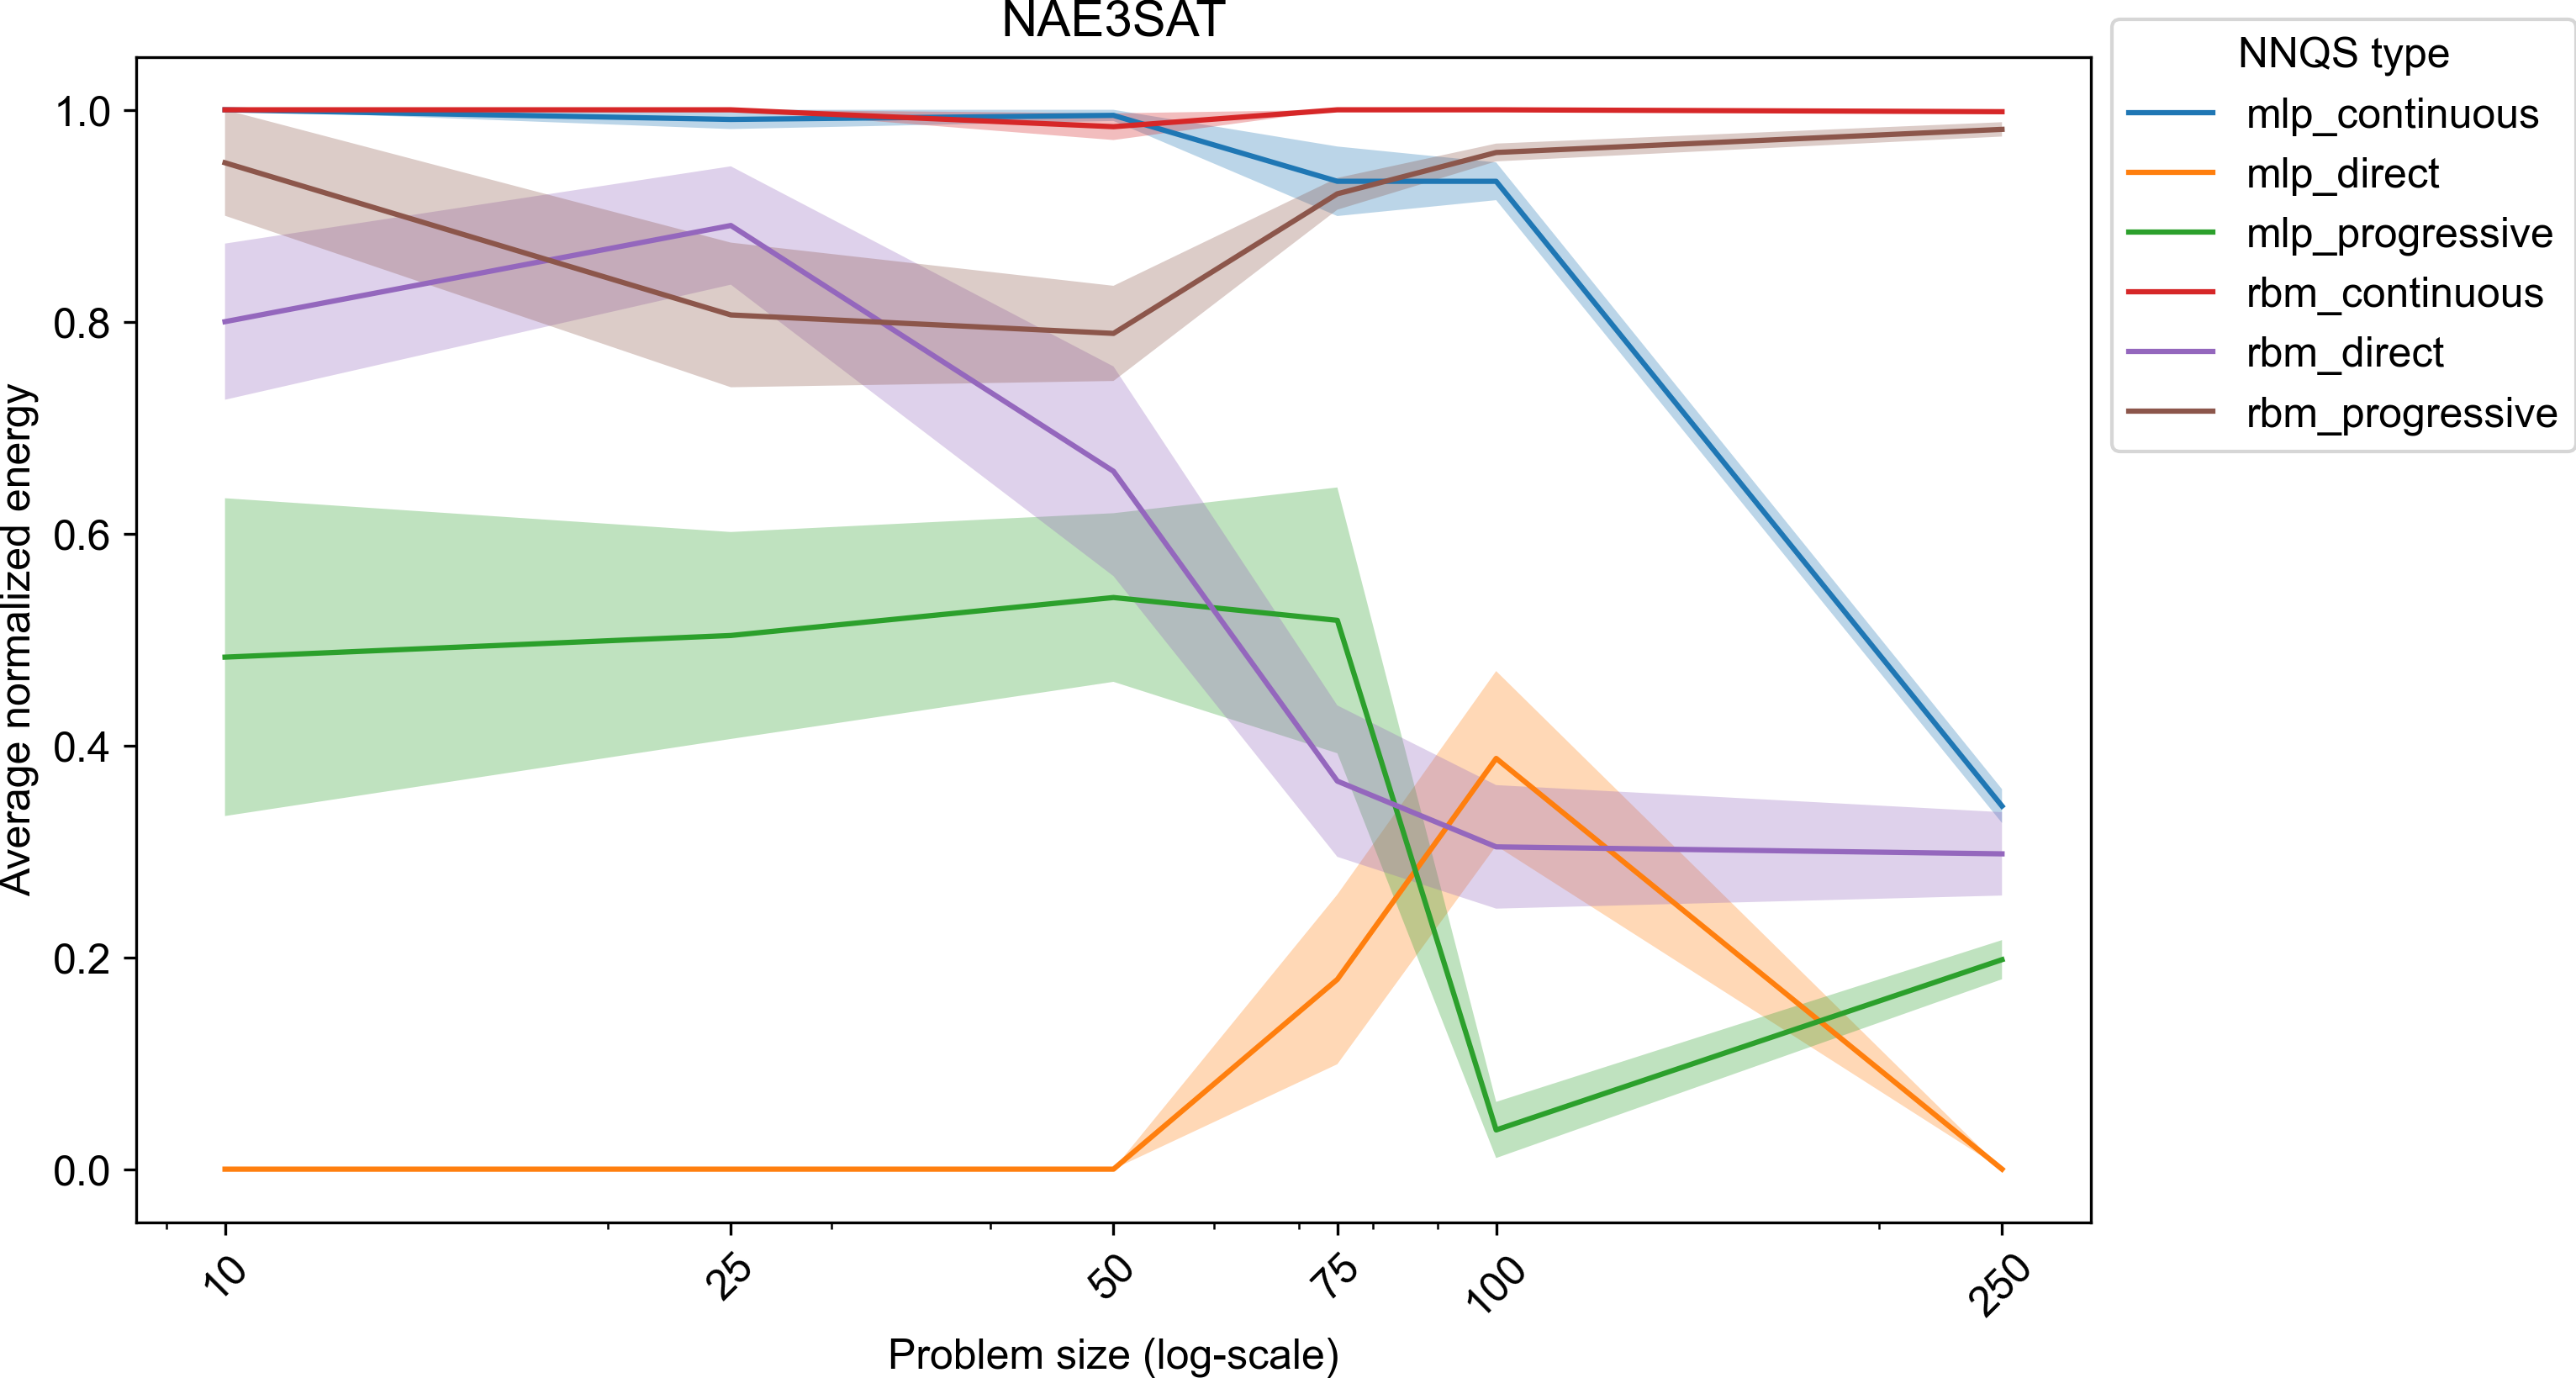 NAE3SAT
NNQS type
mlp_continuous
mlp_direct
mlp_progressive
rbm_continuous
rbm_direct
rbm_progressive
Average normalized energy
1.0
0.8
0.6
0.4
0.2
0.0
10
25
50
75
100
250
Problem size (log-scale)